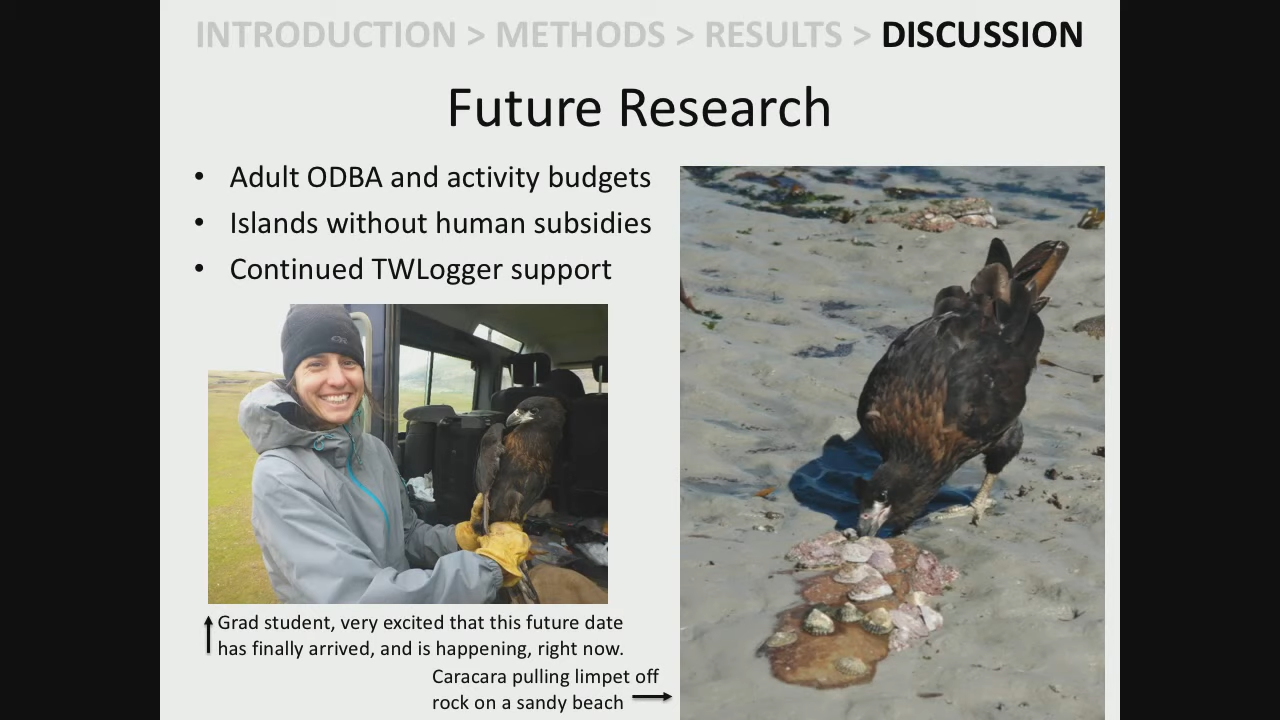 INTRODUCTION > METHODS > RESULTS > DISCUSSION
Future Research
• Adult ODBA and activity budgets
• Islands without human subsidies
• Continued TWLogger support
Grad student, very excited that this future date
has finally arrived, and is happening, right now.
Caracara pulling limpet off
rock on a sandy beach